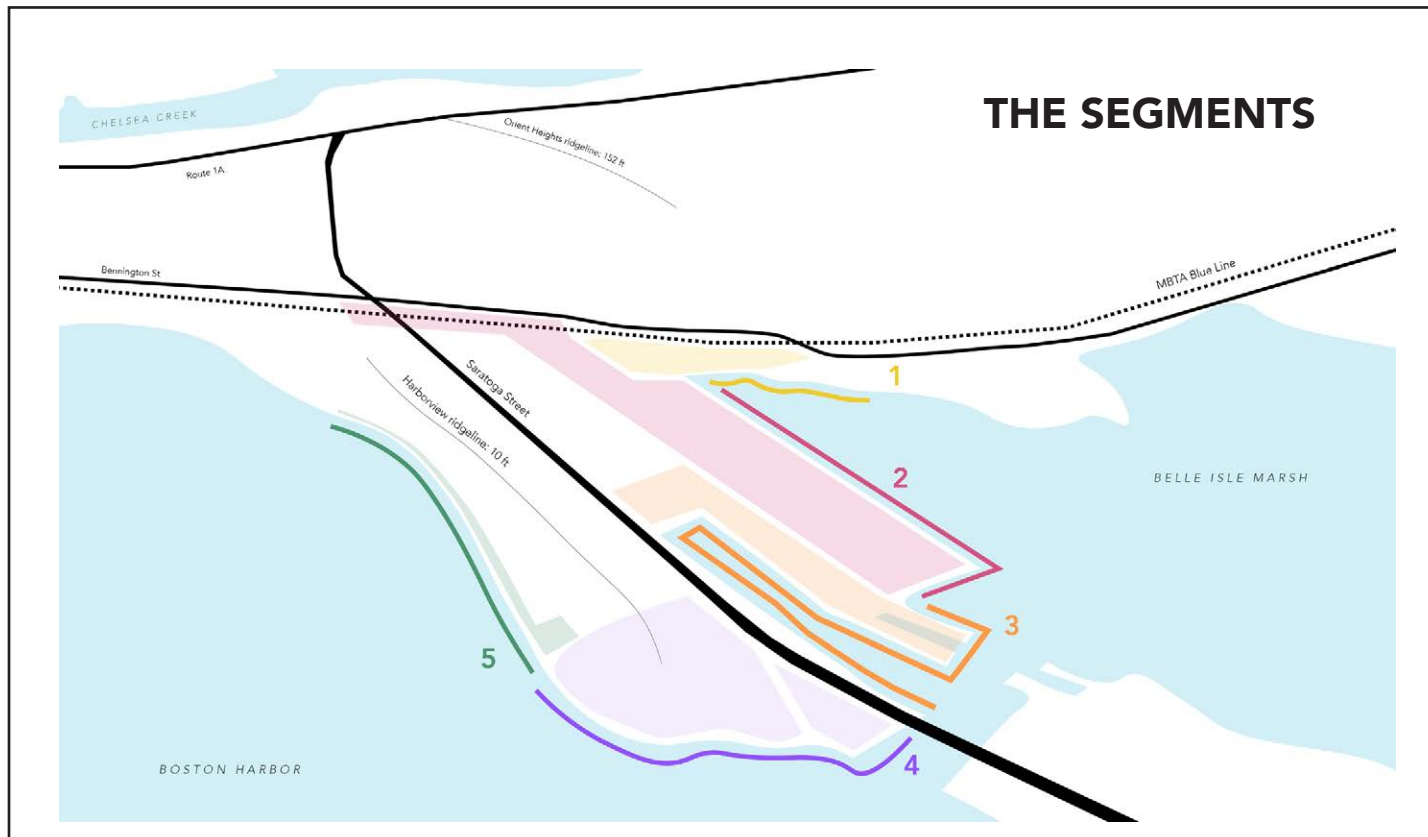 THE SEGMENTS
CHELSEA CREEK
Orient Heights ridgeline: 152 ft
Route 1A
MBTA Blue Line
Bennington St
Saratoga Street
Harborview ridgeline: 10 ft
1
2
BELLE ISLE MARSH
3
5
4
BOSTON HARBOR